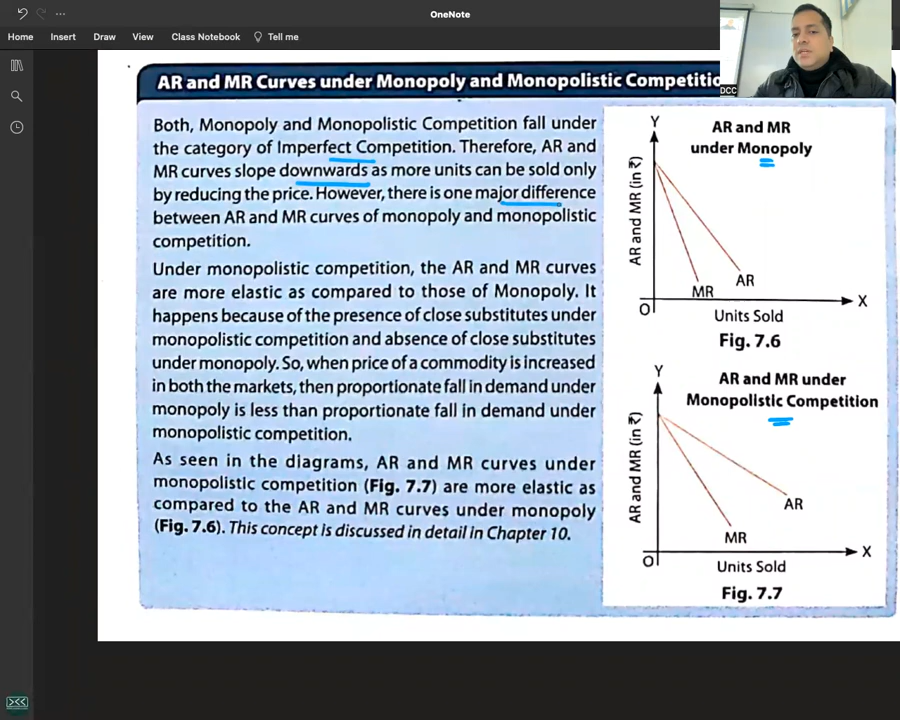 OneNote
Home Insert Draw View Class Notebook Tell me
DCC
AR and MR Curves under Monopoly and Monopolistic Competitio
Both, Monopoly and Monopolistic Competition fall under
the category of Imperfect Competition. Therefore, AR and
MR curves slope downwards as more units can be sold only
by reducing the price. However, there is one major difference
between AR and MR curves of monopoly and monopolistic
competition.
Under monopolistic competition, the AR and MR curves
are more elastic as compared to those of Monopoly. It
happens because of the presence of close substitutes under
monopolistic competition and absence of close substitutes
under monopoly. So, when price of a commodity is increased
in both the markets, then proportionate fall in demand under
monopoly is less than proportionate fall in demand under
monopolistic competition.
As seen in the diagrams, AR and MR curves under
monopolistic competition (Fig. 7.7) are more elastic as
compared to the AR and MR curves under monopoly
(Fig. 7.6). This concept is discussed in detail in Chapter 10.
Y
AR and MR
under Monopoly
AR and MR (in ₹)
AR
MR
X
O
Units Sold
Fig. 7.6
Y
AR and MR under
Monopolistic Competition
AR and MR (in ₹)
AR
MR
X
O
Units Sold
Fig. 7.7